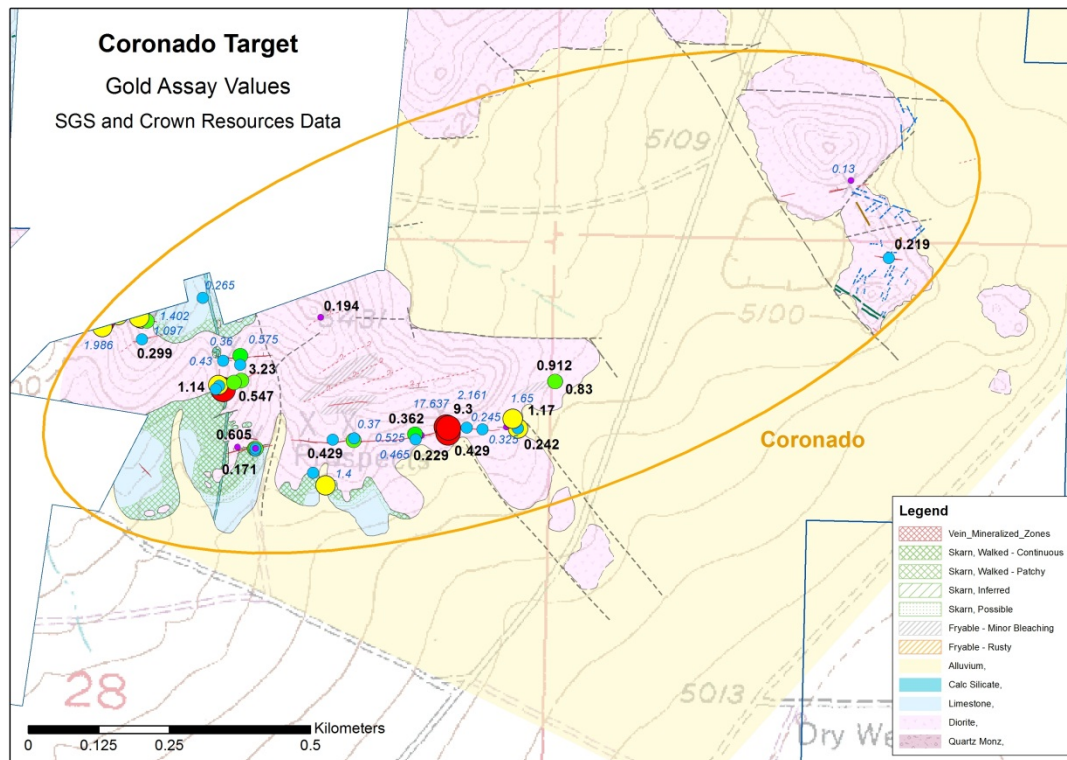 Coronado Target
Gold Assay Values
SGS and Crown Resources Data
5109
0.13
0.219
0.265
0.194
5100
1.402
1.986
1.097
0.299
0.36
0.575
0.43
3.23
1.14
0.547
0.912
0.83
2.161
1.65
17.637
9.3
1.17
0.362
0.245
0.37
0.525
0.325
0.605
0.429
0.465
0.229
0.429
0.242
0.171
Prospects
1.4
Coronado
28
5013
Dry We
Kilometers
0 0.125 0.25 0.5
Legend
Vein_Mineralized_Zones
Skarn, Walked - Continuous
Skarn, Walked - Patchy
Skarn, Inferred
Skarn, Possible
Fryable - Minor Bleaching
Fryable - Rusty
Alluvium,
Calc Silicate,
Limestone,
Diorite,
Quartz Monz,